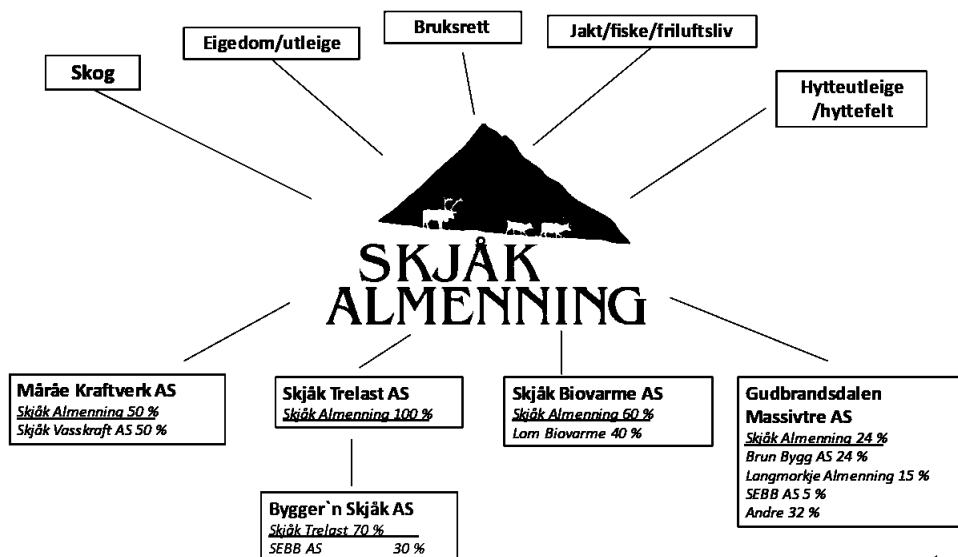 Skog
Eigedom/utleige
Bruksrett
Jakt/fiske/friluftsliv
Hytteutleige
/hyttefelt
SKJÅK
ALMENNING
Måråe Kraftverk AS
Skjåk Almenning 50 %
Skjåk Vasskraft AS 50 %
Skjåk Trelast AS
Skjåk Almenning 100 %
Skjåk Biovarme AS
Skjåk Almenning 60 %
Lom Biovarme 40 %
Gudbrandsdalen
Massivtre AS
Skjåk Almenning 24 %
Brun Bygg AS 24 %
Langmorkje Almenning 15 %
SEBB AS 5 %
Andre 32 %
Bygger`n Skjåk AS
Skjåk Trelast 70 %
SEBB AS 30 %